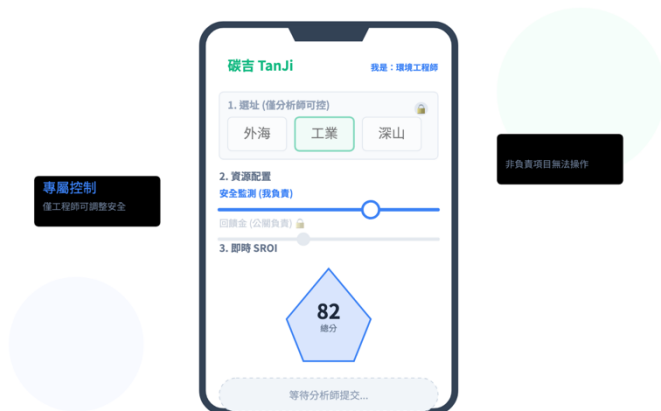 碳吉 TanJi
我是：環境工程師
1. 選址 (僅分析師可控)
外海
工業
深山
2. 資源配置
安全監測 (我負責)
回饋金 (公關負責)
3. 即時 SROI
82
總分
等待分析師提交...
專屬控制
僅工程師可調整安全
非負責項目無法操作